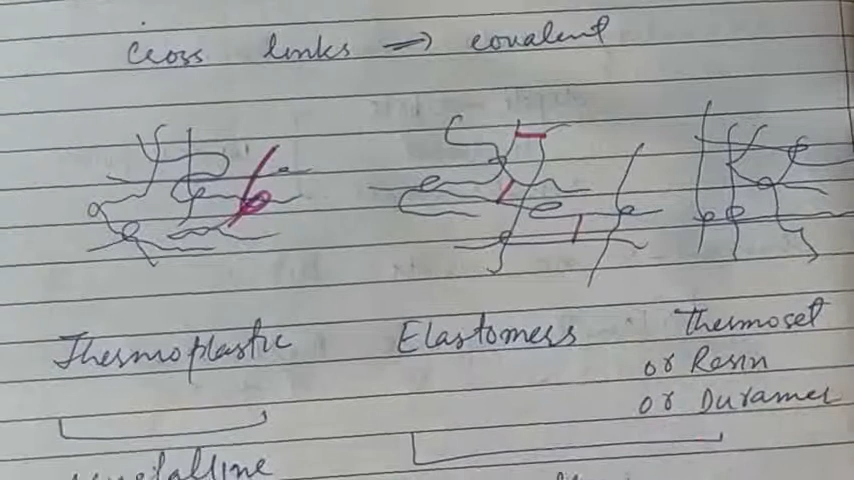 Cross links => covalent
Thermoplastic Elastomers Thermoset
or Resin
or Duramer